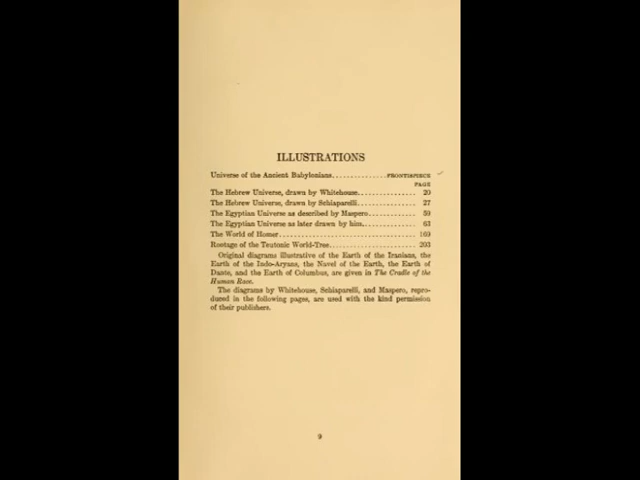 ILLUSTRATIONS
Universe of the Ancient Babylonians..............FRONTISPIECE
PAGE
The Hebrew Universe, drawn by Whitehouse.............. 20
The Hebrew Universe, drawn by Schiaparelli.............. 27
The Egyptian Universe as described by Maspero............ 59
The Egyptian Universe as later drawn by him.............. 63
The World of Homer.................................. 169
Rootage of the Teutonic World-Tree...................... 203
Original diagrams illustrative of the Earth of the Iranians, the
Earth of the Indo-Aryans, the Navel of the Earth, the Earth of
Dante, and the Earth of Columbus, are given in The Cradle of the
Human Race.
The diagrams by Whitehouse, Schiaparelli, and Maspero, repro-
duced in the following pages, are used with the kind permission
of their publishers.
9